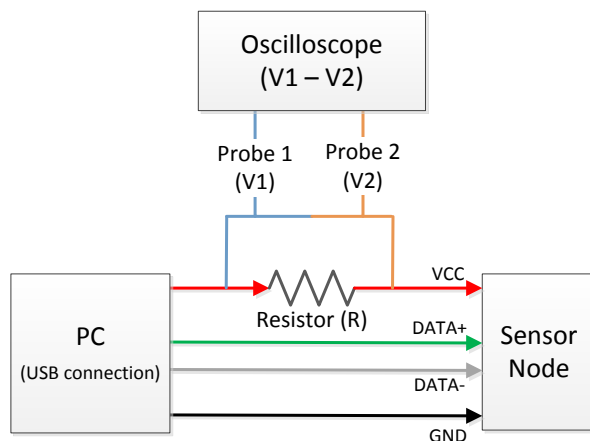 Oscilloscope
(V1 – V2)
Probe 1
(V1)
Probe 2
(V2)
PC
(USB connection)
Resistor (R)
VCC
DATA+
DATA-
GND
Sensor
Node